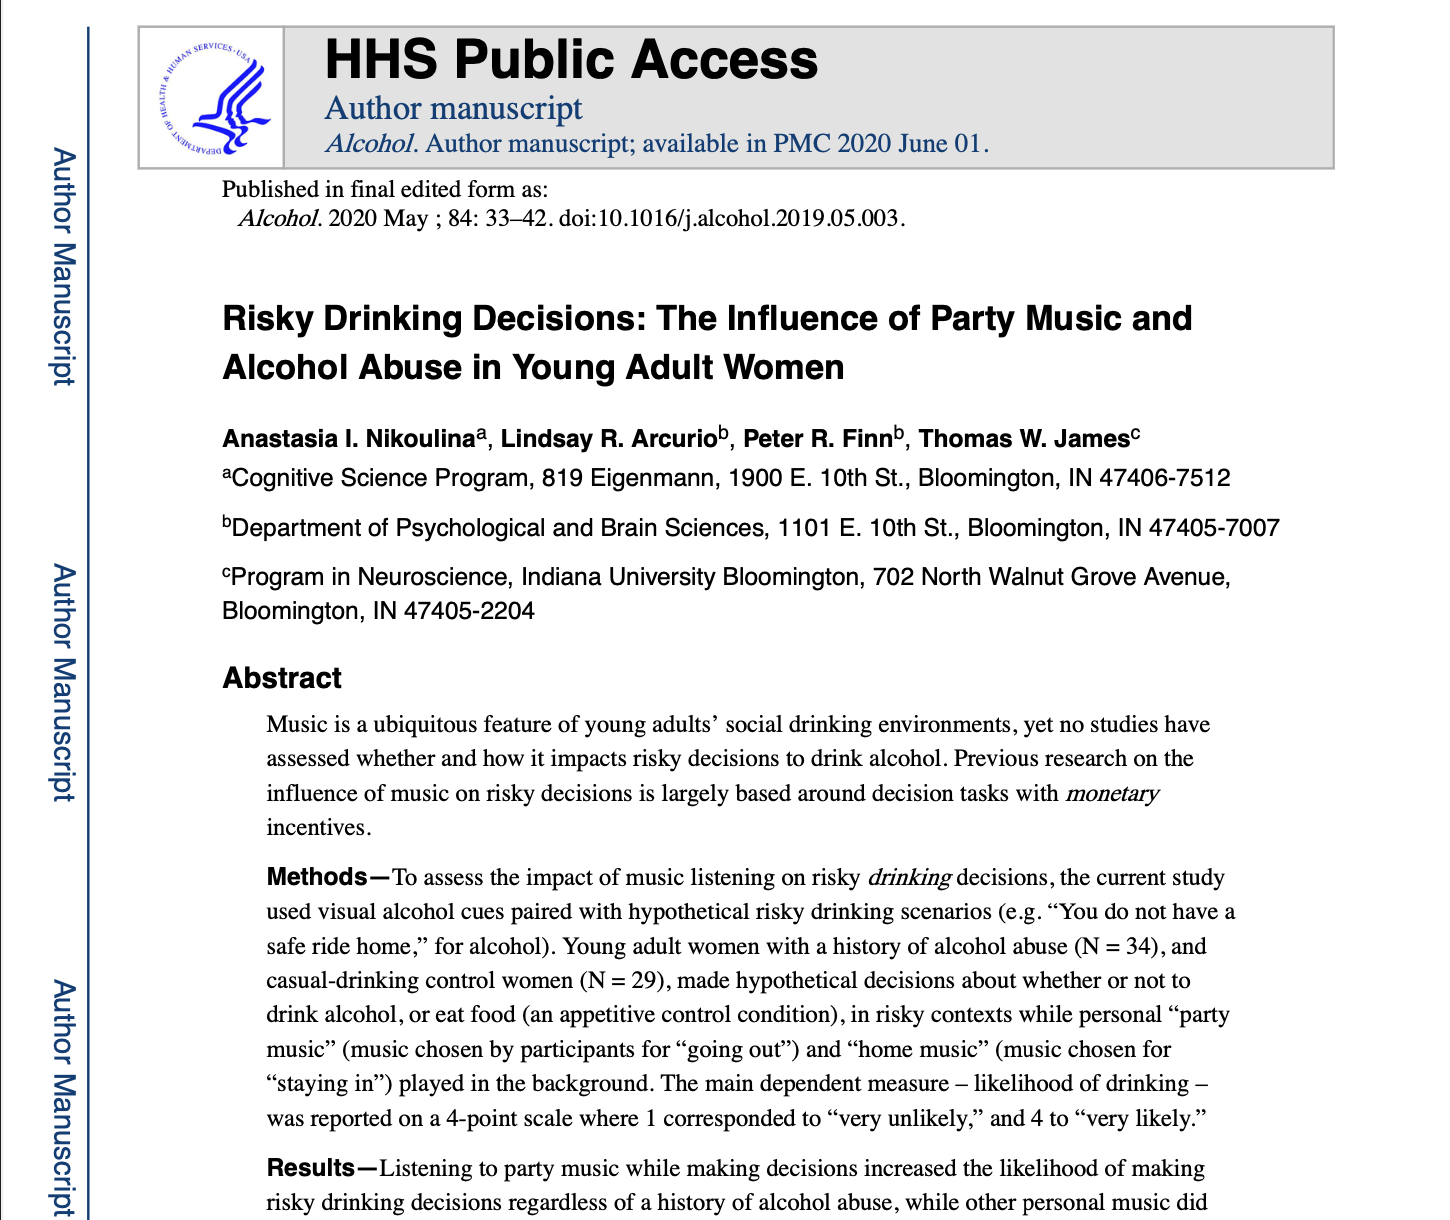 HHS Public Access
Author manuscript
Alcohol. Author manuscript; available in PMC 2020 June 01.
DEPARTMENT OF HEALTH & HUMAN SERVICES · USA
Published in final edited form as:
Alcohol. 2020 May ; 84: 33–42. doi:10.1016/j.alcohol.2019.05.003.
Risky Drinking Decisions: The Influence of Party Music and
Alcohol Abuse in Young Adult Women
Anastasia I. Nikoulinaa, Lindsay R. Arcuriob, Peter R. Finnb, Thomas W. Jamesc
aCognitive Science Program, 819 Eigenmann, 1900 E. 10th St., Bloomington, IN 47406-7512
bDepartment of Psychological and Brain Sciences, 1101 E. 10th St., Bloomington, IN 47405-7007
cProgram in Neuroscience, Indiana University Bloomington, 702 North Walnut Grove Avenue,
Bloomington, IN 47405-2204
Abstract
Music is a ubiquitous feature of young adults’ social drinking environments, yet no studies have
assessed whether and how it impacts risky decisions to drink alcohol. Previous research on the
influence of music on risky decisions is largely based around decision tasks with monetary
incentives.
Methods—To assess the impact of music listening on risky drinking decisions, the current study
used visual alcohol cues paired with hypothetical risky drinking scenarios (e.g. “You do not have a
safe ride home,” for alcohol). Young adult women with a history of alcohol abuse (N = 34), and
casual-drinking control women (N = 29), made hypothetical decisions about whether or not to
drink alcohol, or eat food (an appetitive control condition), in risky contexts while personal “party
music” (music chosen by participants for “going out”) and “home music” (music chosen for
“staying in”) played in the background. The main dependent measure – likelihood of drinking –
was reported on a 4-point scale where 1 corresponded to “very unlikely,” and 4 to “very likely.”
Results—Listening to party music while making decisions increased the likelihood of making
risky drinking decisions regardless of a history of alcohol abuse, while other personal music did
Author Manuscript
Author Manuscript
Author Manuscript